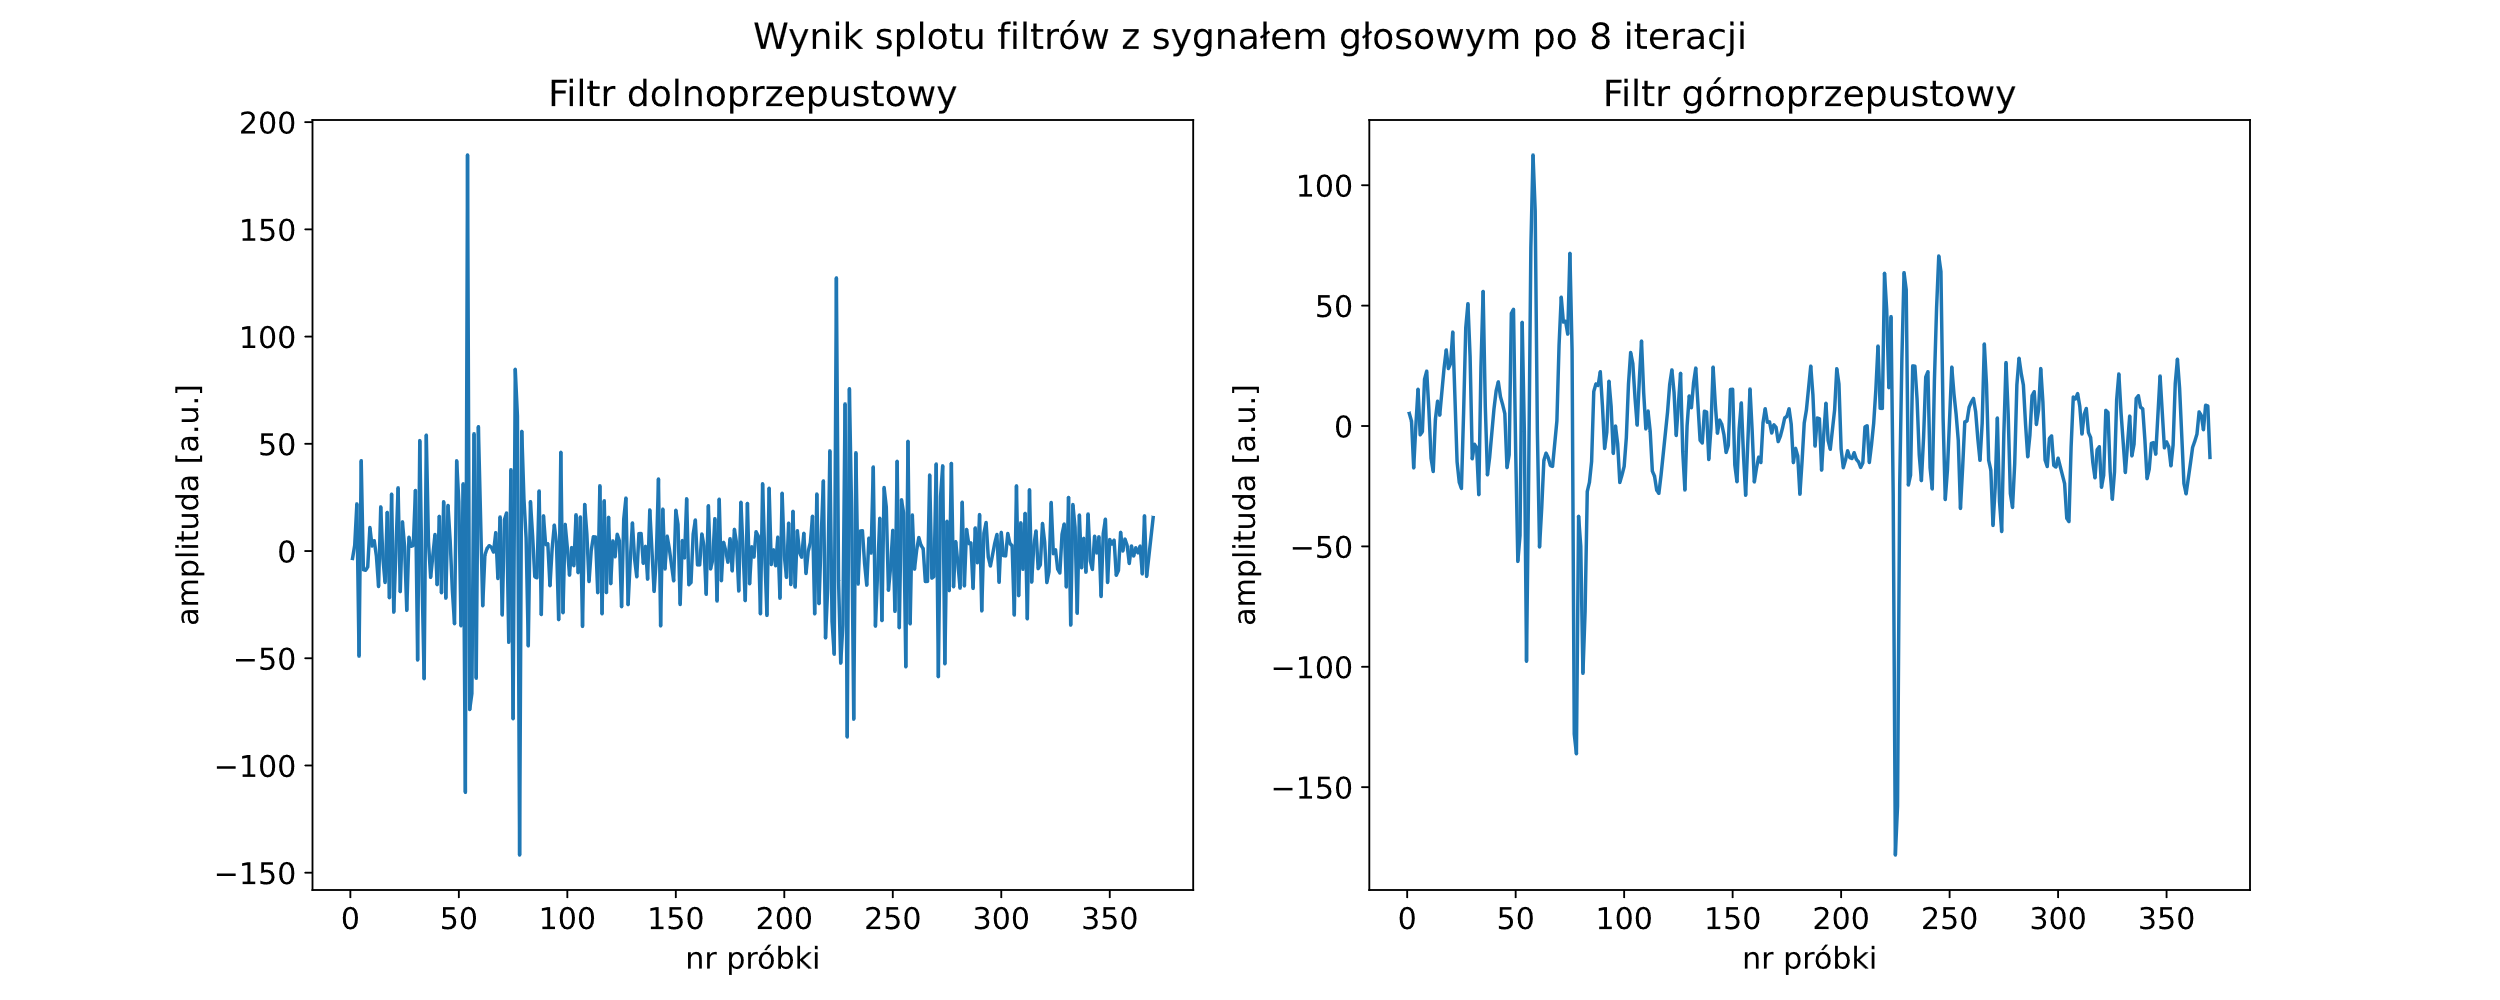 Wynik splotu filtrów z sygnałem głosowym po 8 iteracji
Filtr dolnoprzepustowy
200
150
100
50
0
−50
−100
−150
amplituda [a.u.]
0 50 100 150 200 250 300 350
nr próbki
Filtr górnoprzepustowy
100
50
0
−50
−100
−150
amplituda [a.u.]
0 50 100 150 200 250 300 350
nr próbki